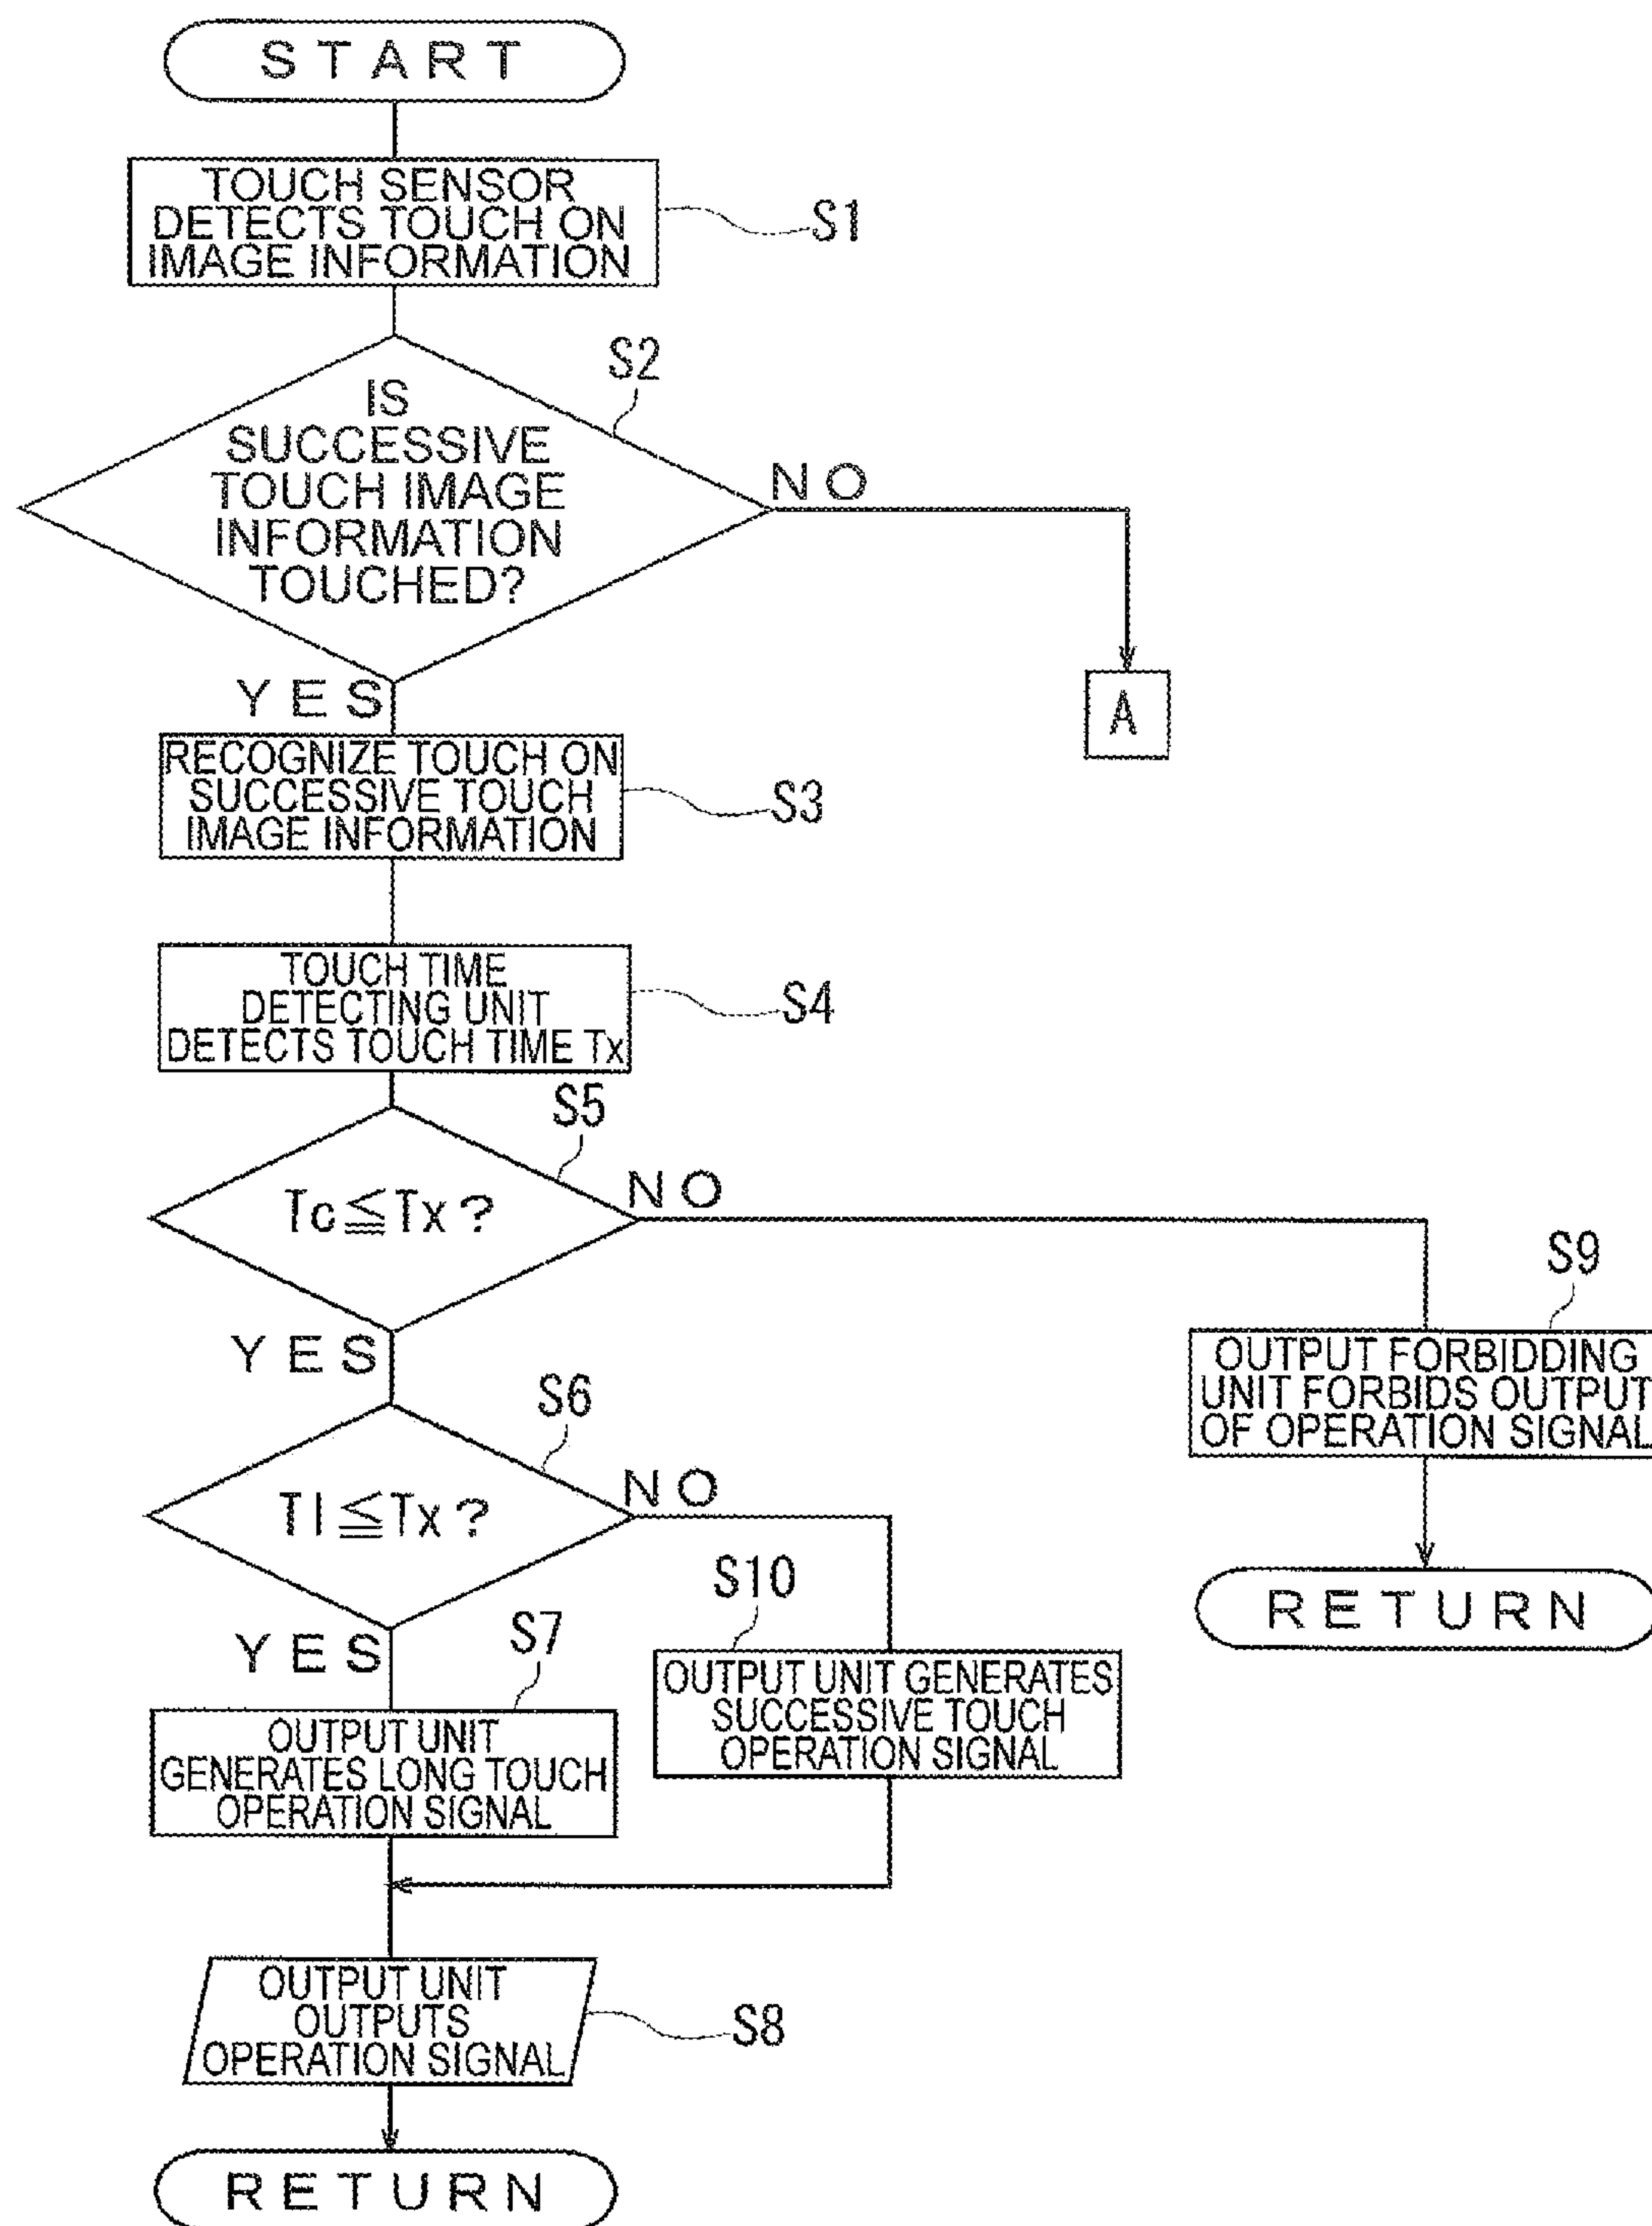 START
TOUCH SENSOR
DETECTS TOUCH ON
IMAGE INFORMATION
S1
S2
IS
SUCCESSIVE
TOUCH IMAGE
INFORMATION
TOUCHED?
NO
A
YES
RECOGNIZE TOUCH ON
SUCCESSIVE TOUCH
IMAGE INFORMATION
S3
TOUCH TIME
DETECTING UNIT
DETECTS TOUCH TIME Tx
S4
S5
Tc≦Tx?
NO
YES
S9
OUTPUT FORBIDDING
UNIT FORBIDS OUTPUT
OF OPERATION SIGNAL
RETURN
S6
Tl≦Tx?
NO
YES
S7
OUTPUT UNIT
GENERATES LONG TOUCH
OPERATION SIGNAL
S10
OUTPUT UNIT GENERATES
SUCCESSIVE TOUCH
OPERATION SIGNAL
OUTPUT UNIT
OUTPUTS
OPERATION SIGNAL
S8
RETURN